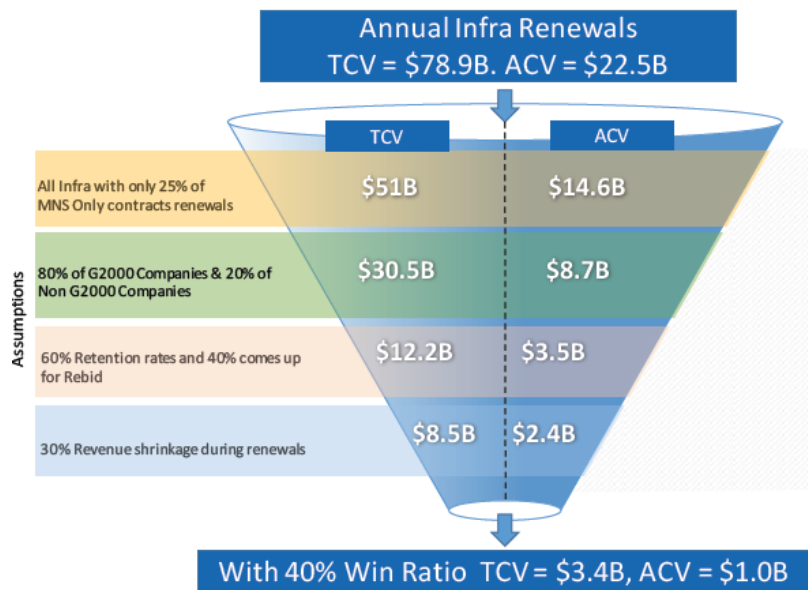 Annual Infra Renewals
TCV = $78.9B. ACV = $22.5B
TCV
ACV
All Infra with only 25% of
MNS Only contracts renewals
$51B
$14.6B
80% of G2000 Companies & 20% of
Non G2000 Companies
$30.5B
$8.7B
Assumptions
60% Retention rates and 40% comes up
for Rebid
$12.2B
$3.5B
30% Revenue shrinkage during renewals
$8.5B
$2.4B
With 40% Win Ratio TCV = $3.4B, ACV = $1.0B